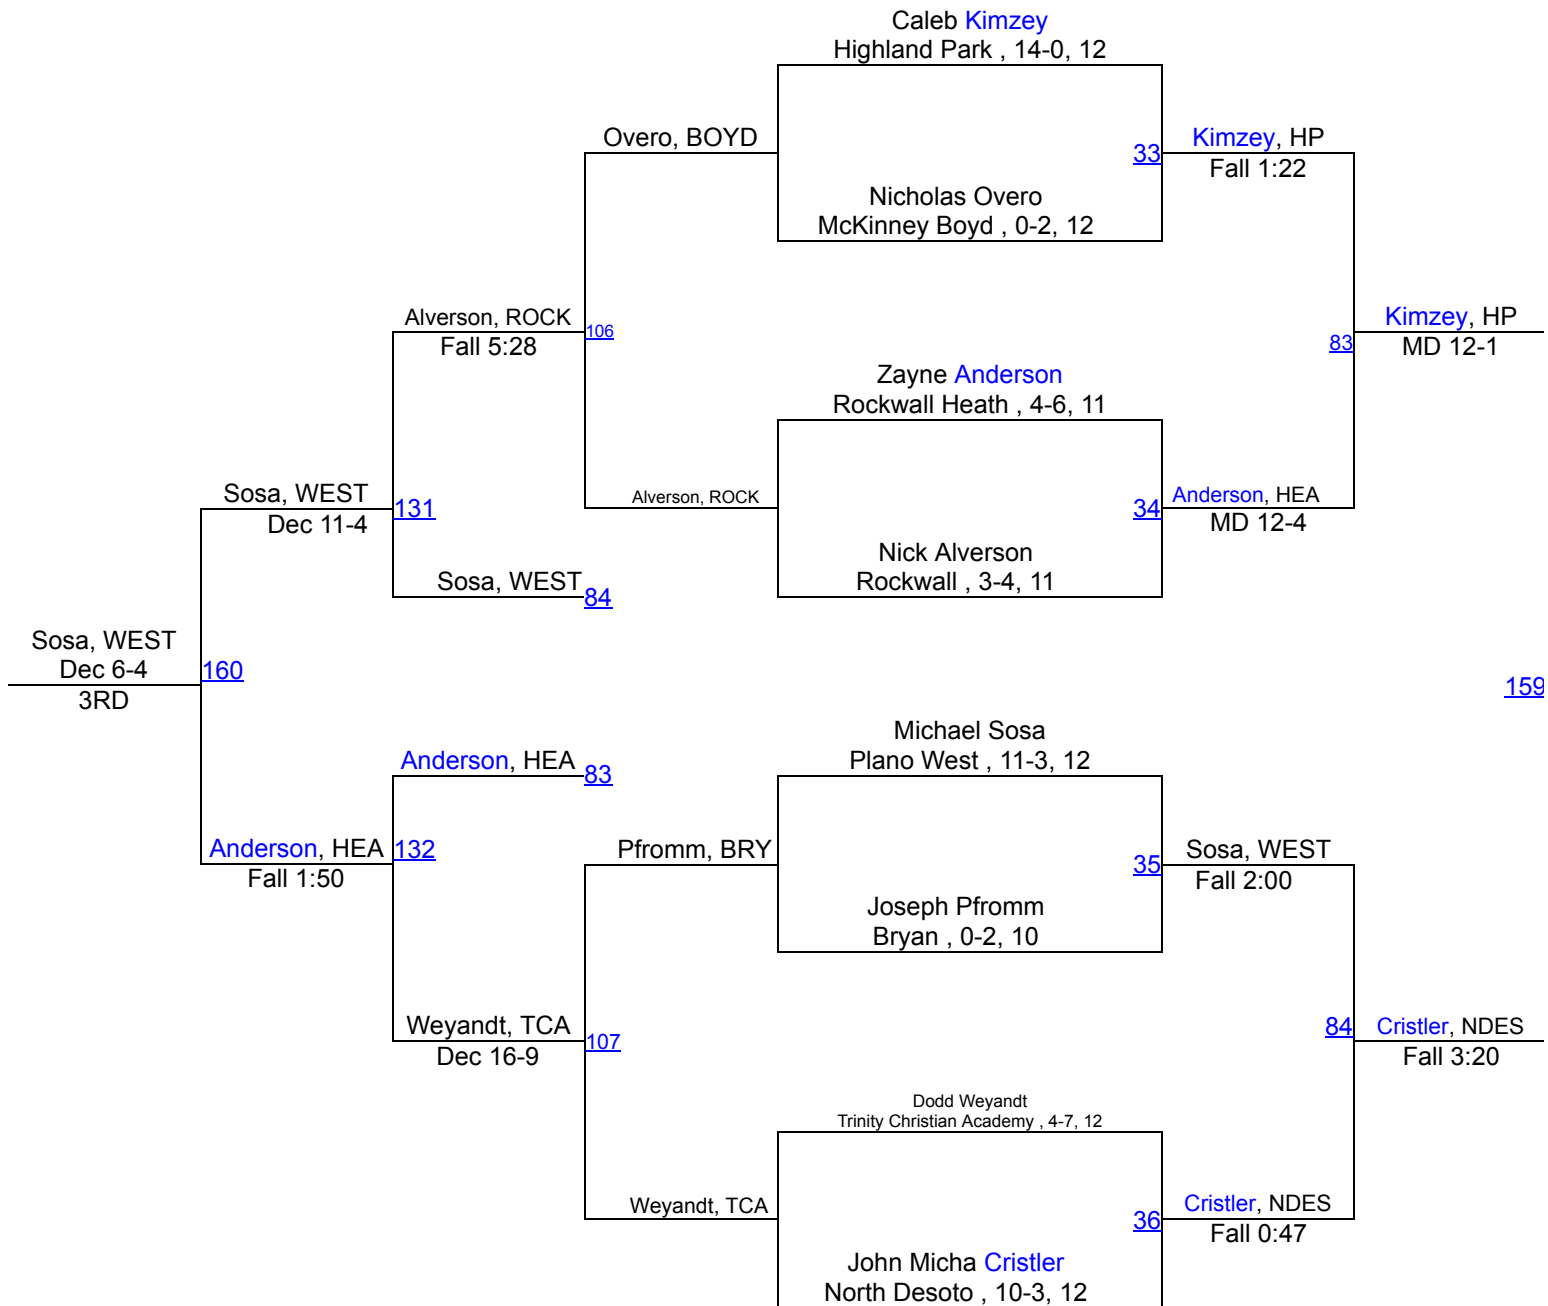 Caleb Kimzey
Highland Park , 14-0, 12
Overo, BOYD
33
Kimzey, HP
Fall 1:22
Nicholas Overo
McKinney Boyd , 0-2, 12
Alverson, ROCK
Fall 5:28
106
83
Kimzey, HP
MD 12-1
Zayne Anderson
Rockwall Heath , 4-6, 11
Sosa, WEST
Dec 11-4
131
Alverson, ROCK
34
Anderson, HEA
MD 12-4
Nick Alverson
Rockwall , 3-4, 11
Sosa, WEST
84
Sosa, WEST
Dec 6-4
3RD
160
159
Michael Sosa
Plano West , 11-3, 12
Anderson, HEA
83
Anderson, HEA
Fall 1:50
132
Pfromm, BRY
35
Sosa, WEST
Fall 2:00
Joseph Pfromm
Bryan , 0-2, 10
Weyandt, TCA
Dec 16-9
107
84
Cristler, NDES
Fall 3:20
Dodd Weyandt
Trinity Christian Academy , 4-7, 12
Weyandt, TCA
36
Cristler, NDES
Fall 0:47
John Micha Cristler
North Desoto , 10-3, 12